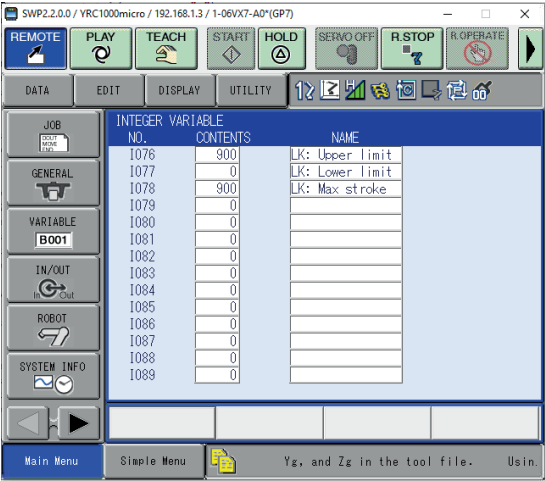 SWP2.2.0.0 / YRC1000micro / 192.168.1.3 / 1-06VX7-A0*(GP7)
REMOTE PLAY TEACH START HOLD SERVO OFF R.STOP R.OPERATE
DATA EDIT DISPLAY UTILITY
JOB
DOUT
MOVE
END
GENERAL
VARIABLE
B001
IN/OUT
In Out
ROBOT
SYSTEM INFO
INTEGER VARIABLE
NO. CONTENTS NAME
I076 900 LK: Upper limit
I077 0 LK: Lower limit
I078 900 LK: Max stroke
I079 0
I080 0
I081 0
I082 0
I083 0
I084 0
I085 0
I086 0
I087 0
I088 0
I089 0
Main Menu Simple Menu Yg, and Zg in the tool file. Usin